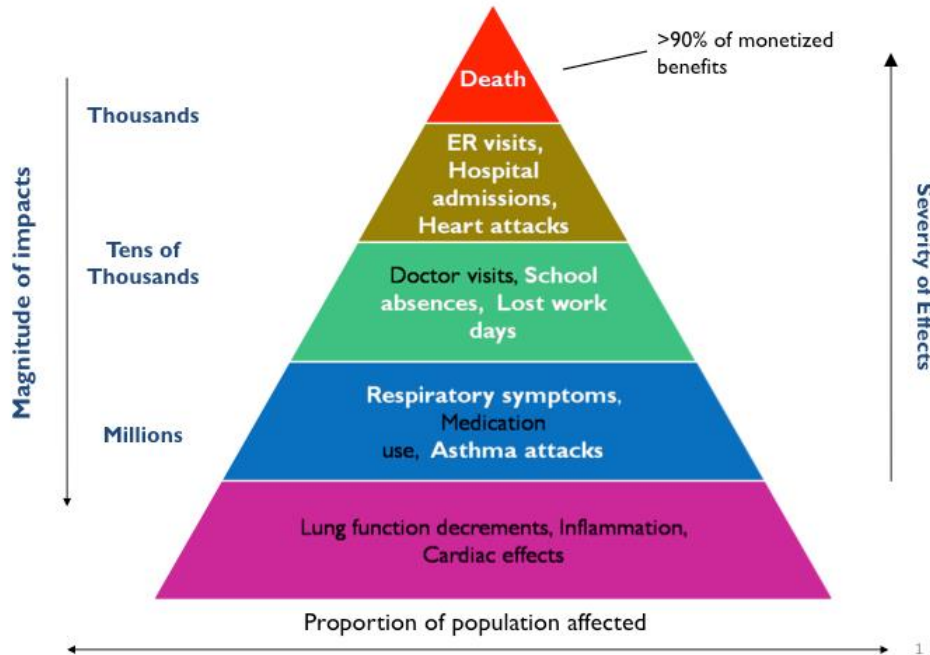 Death
>90% of monetized
benefits
Thousands
ER visits,
Hospital
admissions,
Heart attacks
Magnitude of impacts
Severity of Effects
Tens of
Thousands
Doctor visits, School
absences, Lost work
days
Millions
Respiratory symptoms,
Medication
use, Asthma attacks
Lung function decrements, Inflammation,
Cardiac effects
Proportion of population affected
1